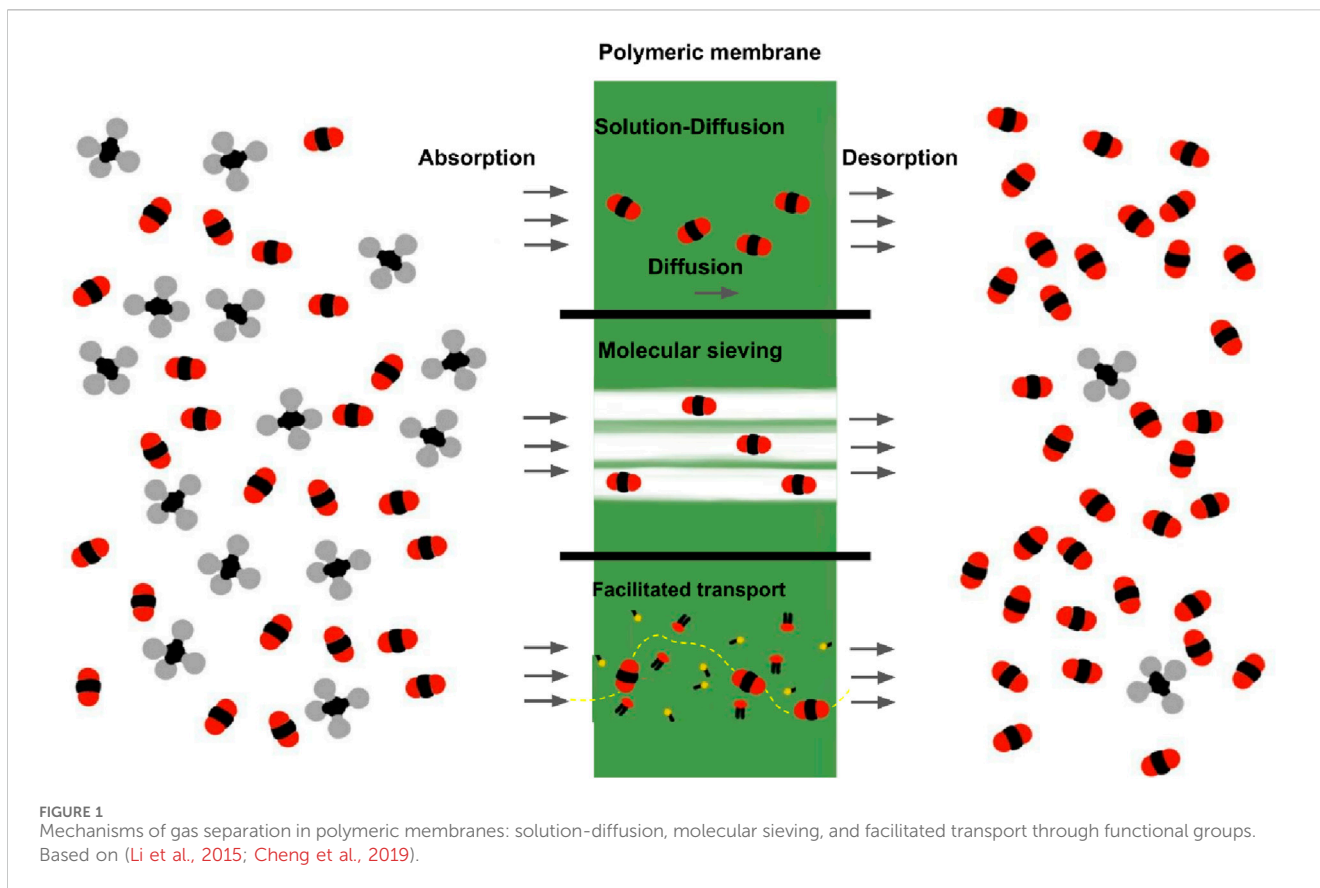 Polymeric membrane
Solution-Diffusion
Absorption
Desorption
Diffusion
Molecular sieving
Facilitated transport
FIGURE 1
Mechanisms of gas separation in polymeric membranes: solution-diffusion, molecular sieving, and facilitated transport through functional groups.
Based on (Li et al., 2015; Cheng et al., 2019).